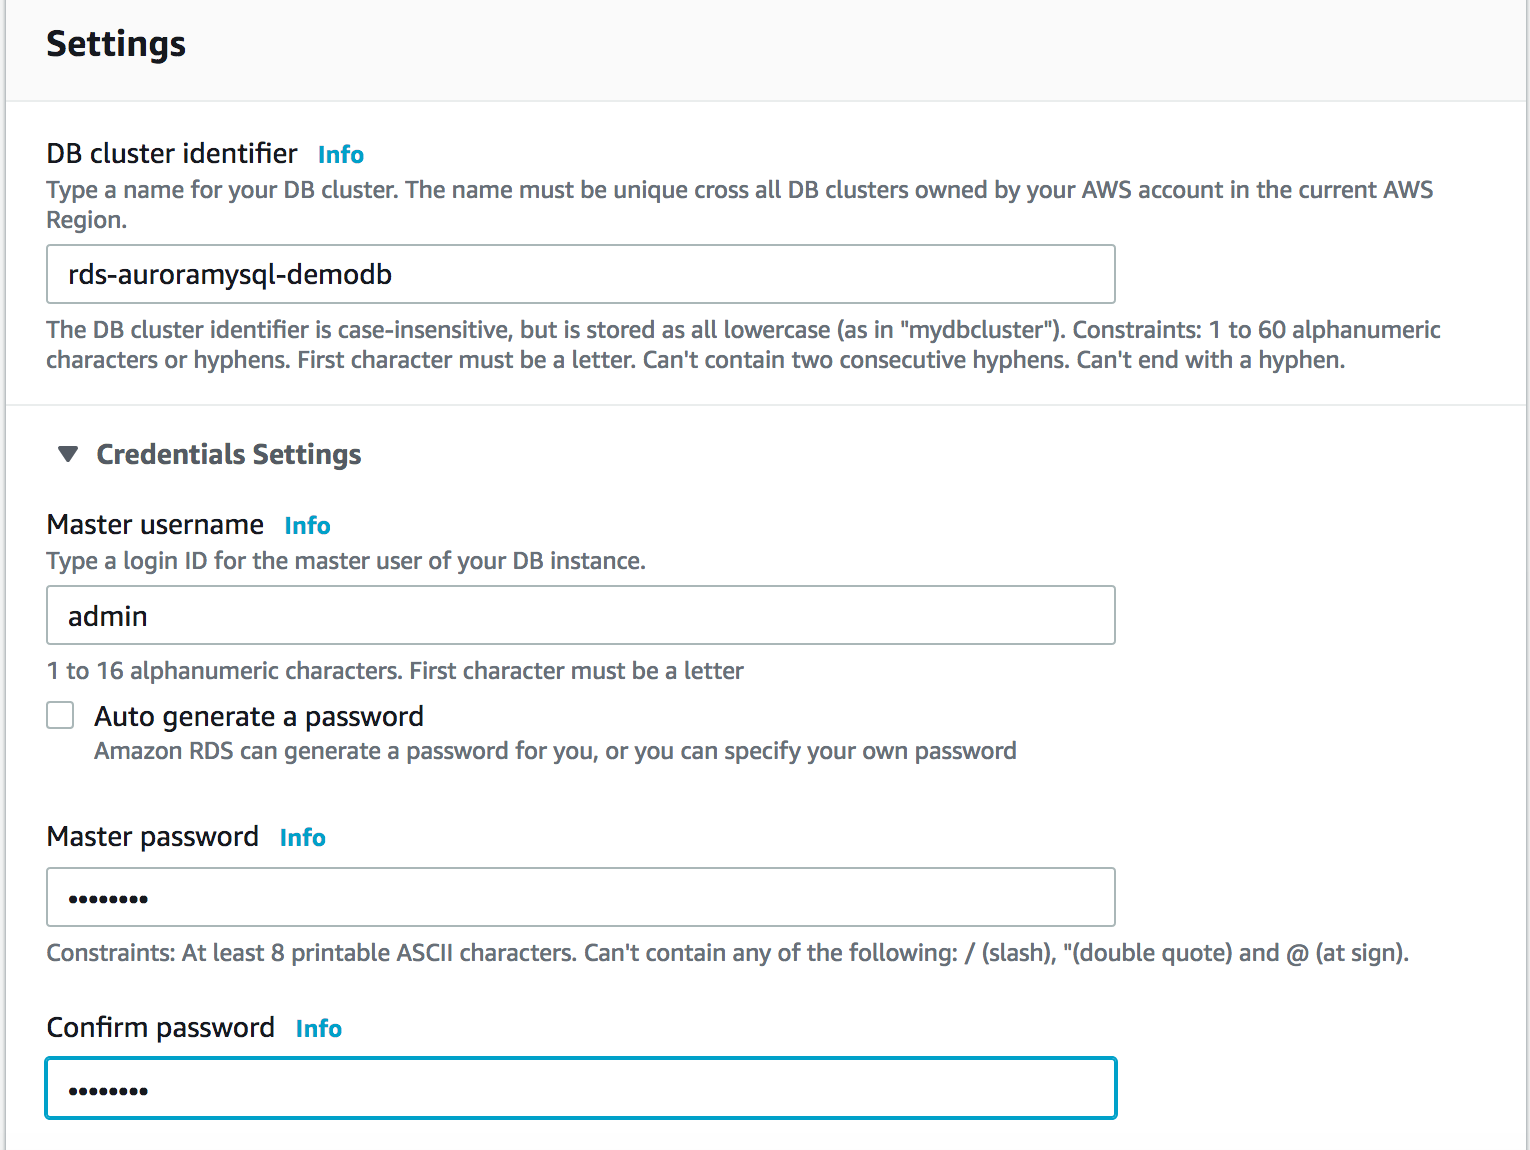 Settings
DB cluster identifier Info
Type a name for your DB cluster. The name must be unique cross all DB clusters owned by your AWS account in the current AWS
Region.
rds-auroramysql-demodb
The DB cluster identifier is case-insensitive, but is stored as all lowercase (as in "mydbcluster"). Constraints: 1 to 60 alphanumeric
characters or hyphens. First character must be a letter. Can't contain two consecutive hyphens. Can't end with a hyphen.
Credentials Settings
Master username Info
Type a login ID for the master user of your DB instance.
admin
1 to 16 alphanumeric characters. First character must be a letter
Auto generate a password
Amazon RDS can generate a password for you, or you can specify your own password
Master password Info
••••••••
Constraints: At least 8 printable ASCII characters. Can't contain any of the following: / (slash), "(double quote) and @ (at sign).
Confirm password Info
••••••••